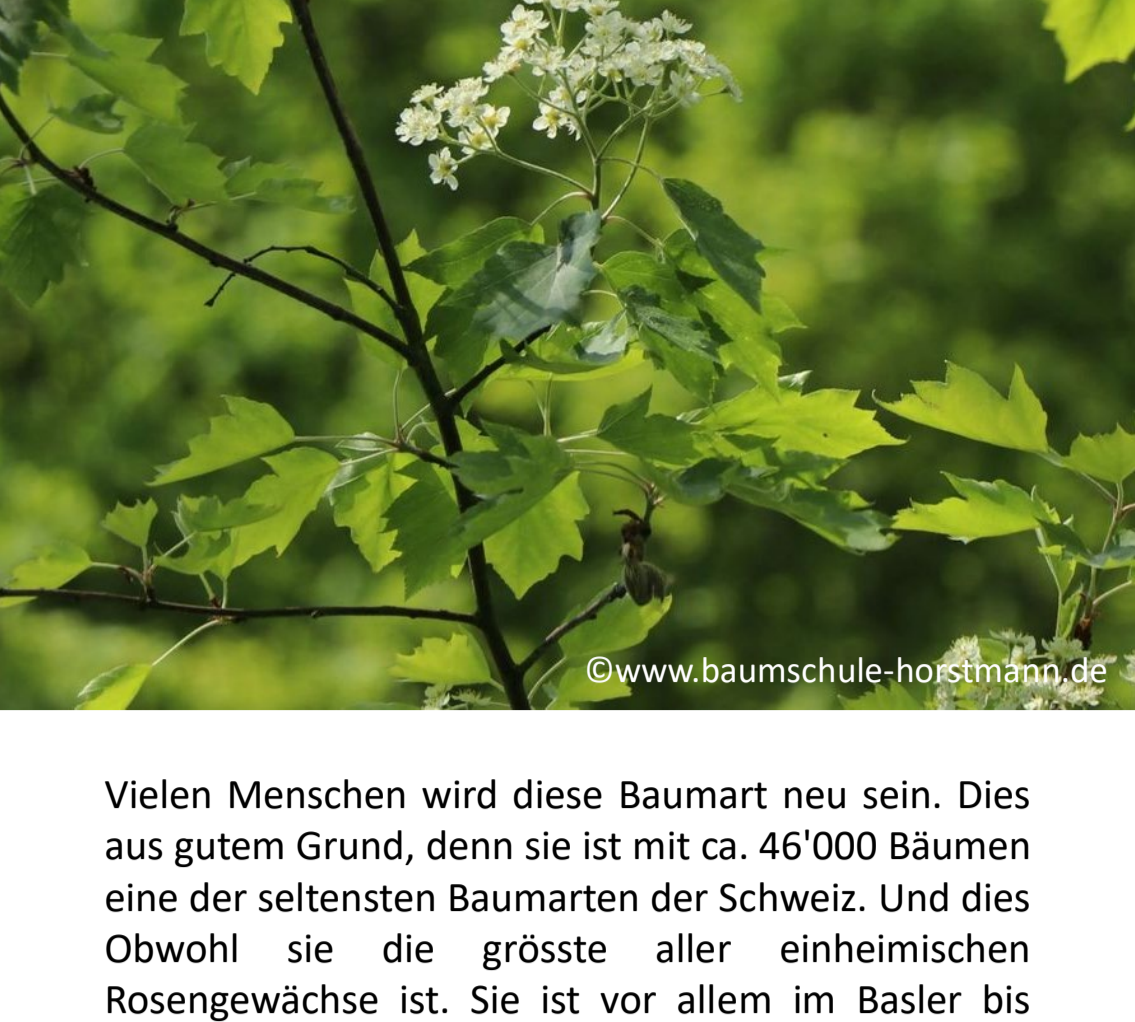 ©www.baumschule-horstmann.de
Vielen Menschen wird diese Baumart neu sein. Dies
aus gutem Grund, denn sie ist mit ca. 46'000 Bäumen
eine der seltensten Baumarten der Schweiz. Und dies
Obwohl sie die grösste aller einheimischen
Rosengewächse ist. Sie ist vor allem im Basler bis